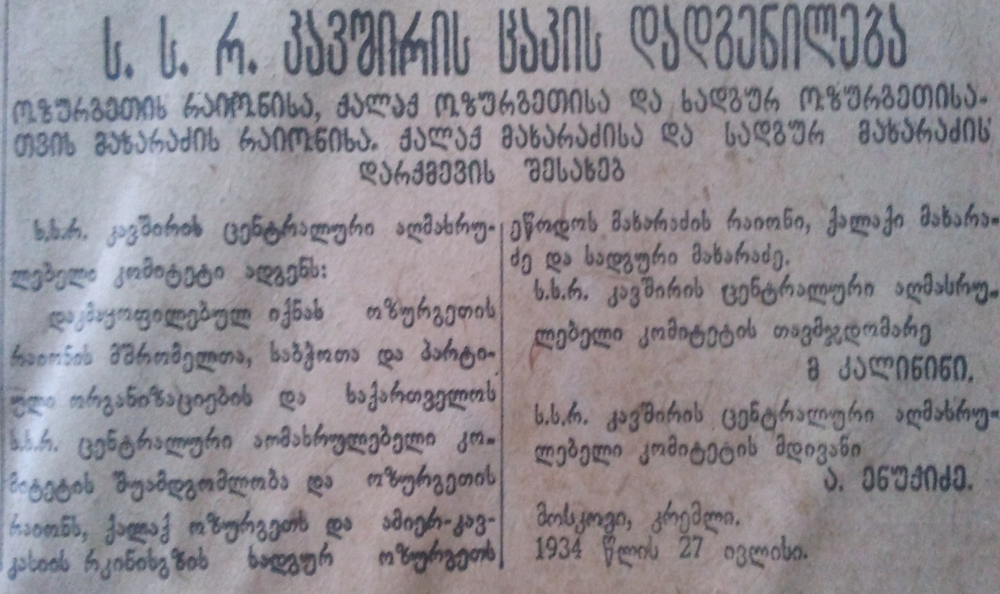 ს. ს. რ. კავშირის ცაკის დადგენილება
ოზურგეთის რაიონისა, ქალაქ ოზურგეთისა და სადგურ ოზურგეთისა-
თვის მახარაძის რაიონისა. ქალაქ მახარაძისა და სადგურ მახარაძის
დარქმევის შესახებ
ს.ს.რ. კავშირის ცენტრალური აღმასრუ-
ლებელი კომიტეტი ადგენს:
დაკმაყოფილებულ იქნას ოზურგეთის
რაიონის მშრომელთა, საბჭოთა და პარტი-
ული ორგანიზაციების და საქართველოს
ს.ს.რ. ცენტრალური აღმასრულებელი კო-
მიტეტის შუამდგომლობა და ოზურგეთის
რაიონს, ქალაქ ოზურგეთს და ამიერ-კავ-
კასიის რკინისგზის სადგურ ოზურგეთს
ეწოდოს მახარაძის რაიონი, ქალაქი მახარა-
ძე და სადგური მახარაძე.
ს.ს.რ. კავშირის ცენტრალური აღმასრუ-
ლებელი კომიტეტის თავმჯდომარე
მ კალინინი.
ს.ს.რ. კავშირის ცენტრალური აღმასრუ-
ლებელი კომიტეტის მდივანი
ა. ენუქიძე.
მოსკოვი, კრემლი.
1934 წლის 27 ივლისი.